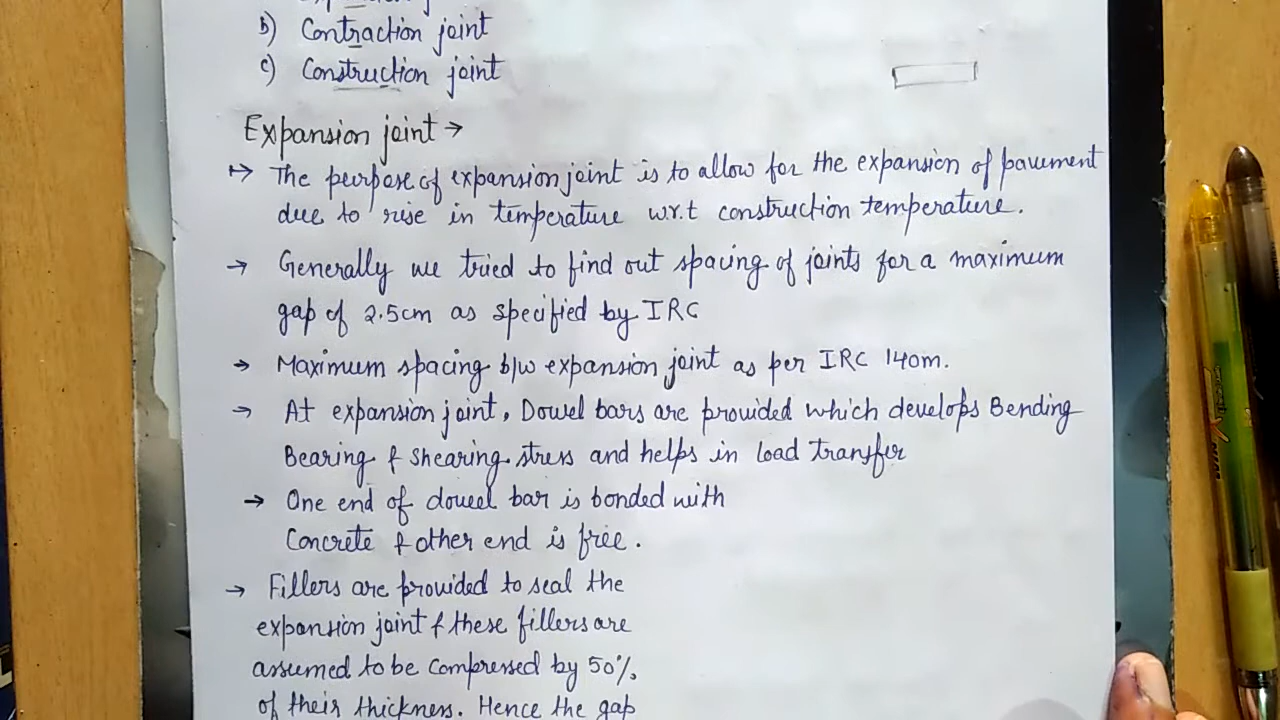 b) Contraction joint
c) Construction joint
Expansion joint →
↦ The purpose of expansion joint is to allow for the expansion of pavement
due to rise in temperature w.r.t construction temperature.
→ Generally we tried to find out spacing of joints for a maximum
gap of 2.5cm as specified by IRC
→ Maximum spacing b/w expansion joint as per IRC 140m.
→ At expansion joint, Dowel bars are provided which develops Bending
Bearing & shearing stress and helps in load transfer
→ One end of dowel bar is bonded with
Concrete & other end is free.
→ Fillers are provided to seal the
expansion joint & these fillers are
assumed to be compressed by 50%
of their thickness. Hence the gap